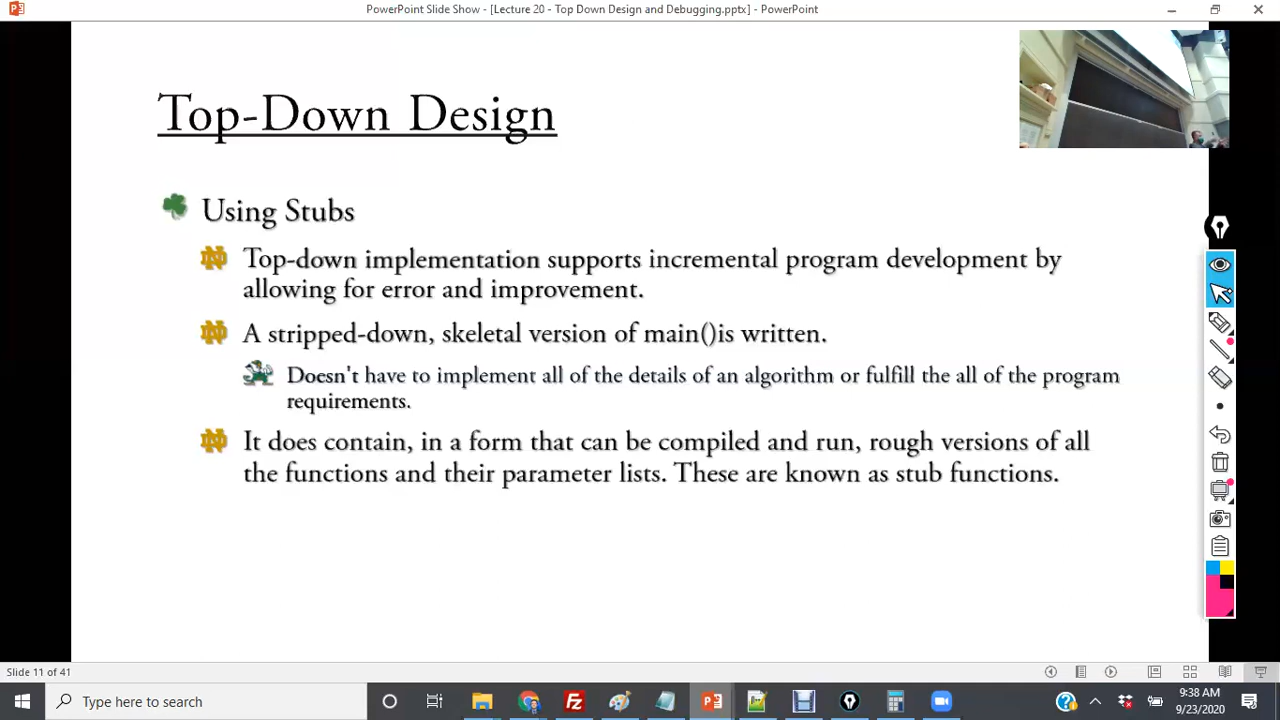 PowerPoint Slide Show - [Lecture 20 - Top Down Design and Debugging.pptx] - PowerPoint
Top-Down Design
Using Stubs
Top-down implementation supports incremental program development by
allowing for error and improvement.
A stripped-down, skeletal version of main()is written.
Doesn't have to implement all of the details of an algorithm or fulfill the all of the program
requirements.
It does contain, in a form that can be compiled and run, rough versions of all
the functions and their parameter lists. These are known as stub functions.
Slide 11 of 41
Type here to search
9:38 AM
9/23/2020